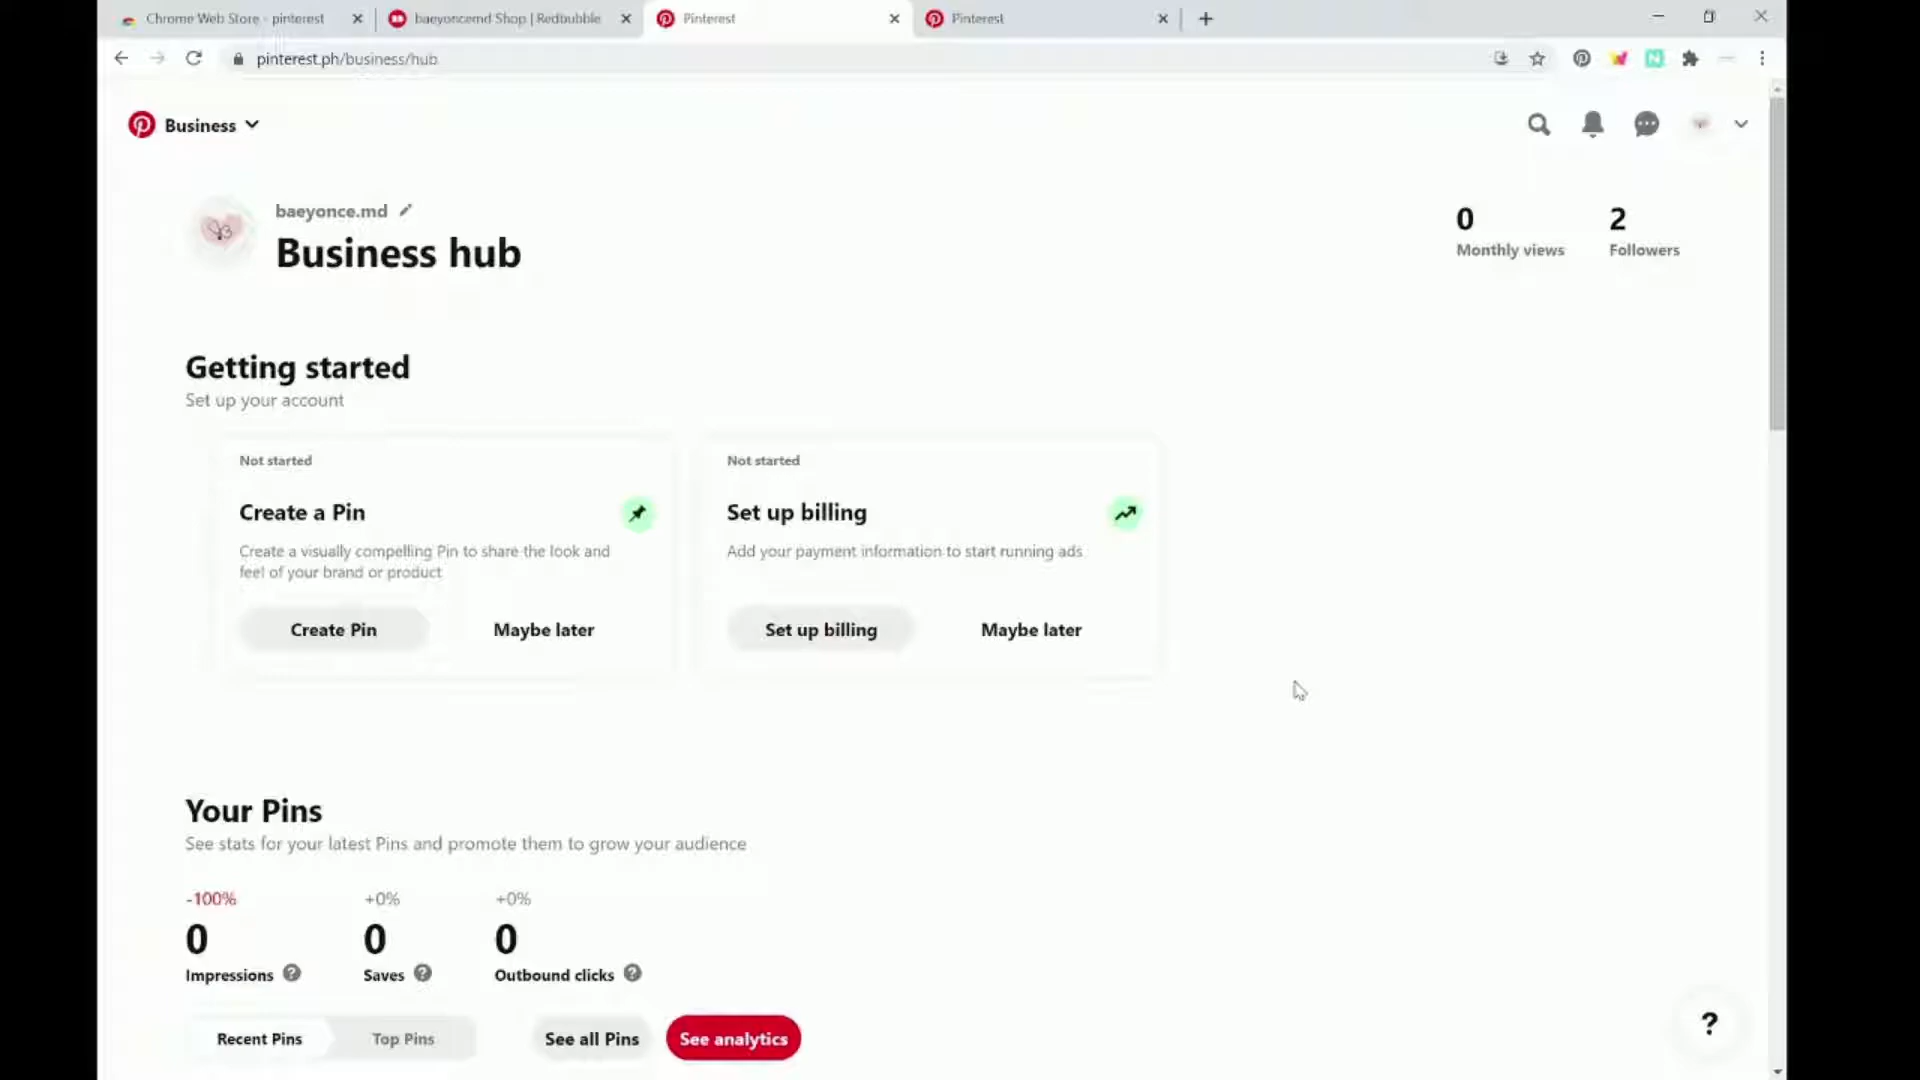 Chrome Web Store - pinterest
baeyoncemd Shop | Redbubble
Pinterest
Pinterest
pinterest.ph/business/hub
Business
baeyonce.md
Business hub
0
Monthly views
2
Followers
Getting started
Set up your account
Not started
Create a Pin
Create a visually compelling Pin to share the look and
feel of your brand or product
Create Pin
Maybe later
Not started
Set up billing
Add your payment information to start running ads
Set up billing
Maybe later
Your Pins
See stats for your latest Pins and promote them to grow your audience
-100%
+0%
+0%
0
0
0
Impressions ?
Saves ?
Outbound clicks ?
Recent Pins
Top Pins
See all Pins
See analytics
?